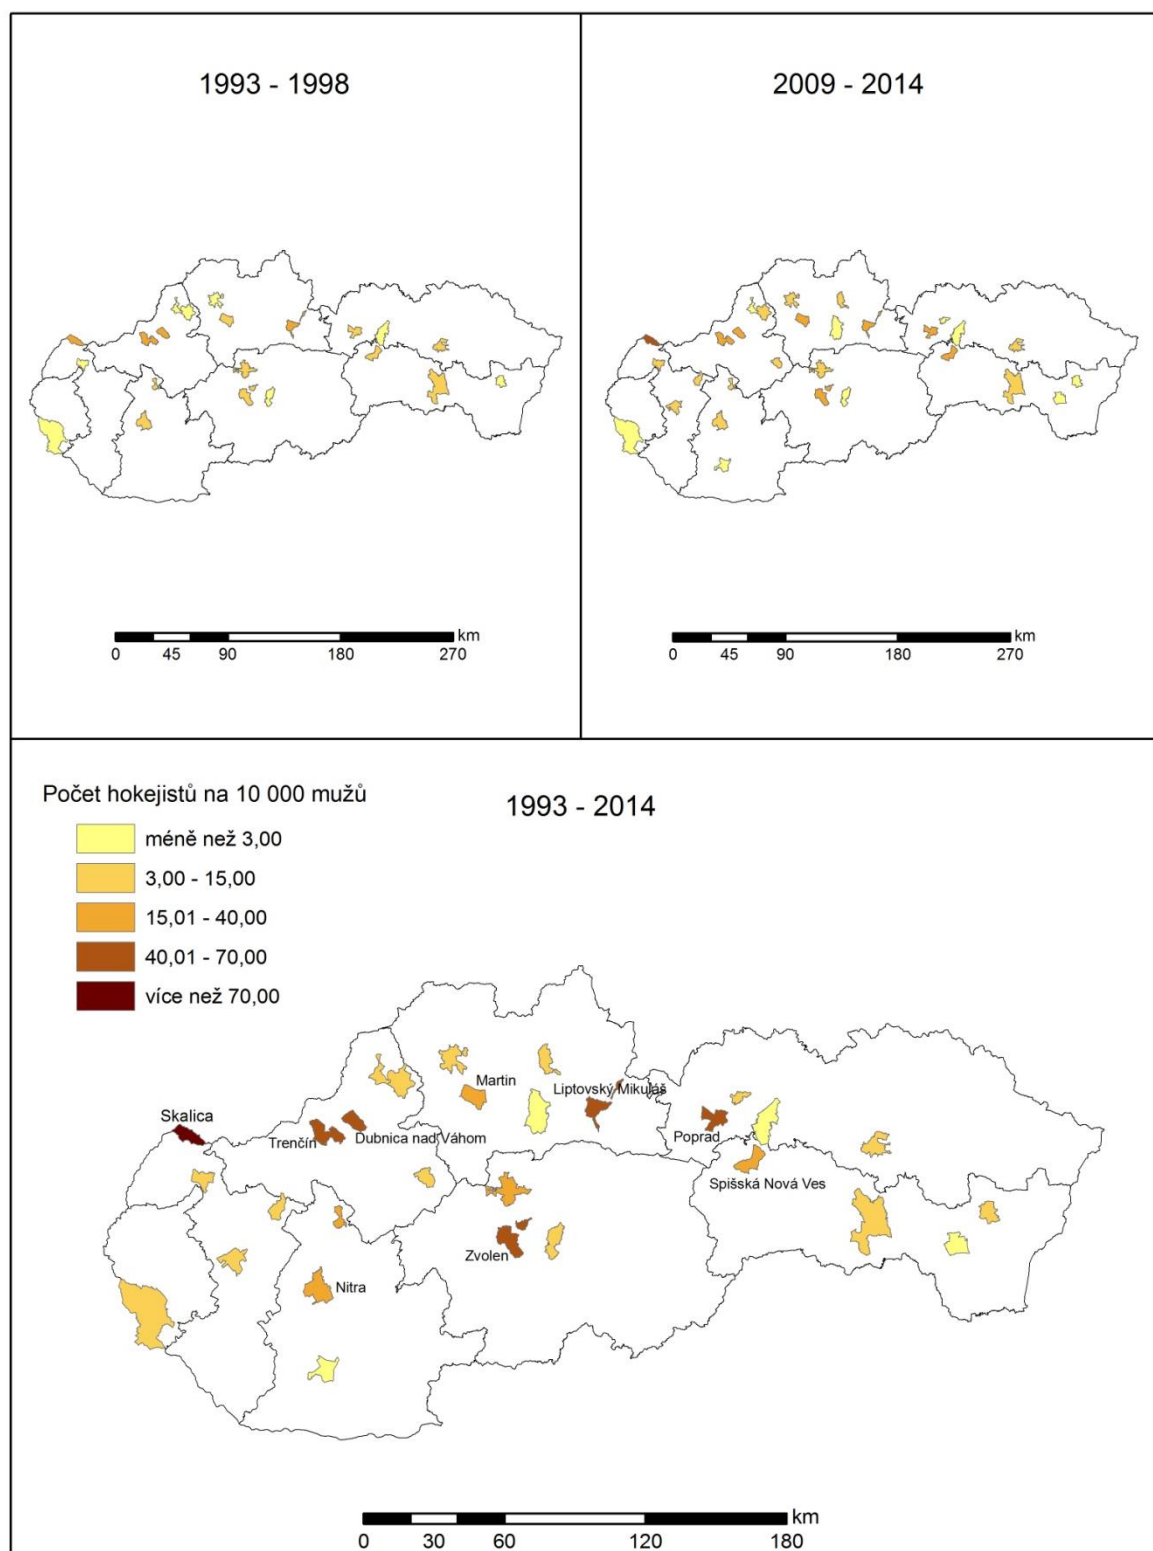 1993 - 1998
2009 - 2014
km
0 45 90 180 270
km
0 45 90 180 270
Počet hokejistů na 10 000 mužů
1993 - 2014
méně než 3,00
3,00 - 15,00
15,01 - 40,00
40,01 - 70,00
více než 70,00
Martin
Liptovský Mikuláš
Skalica
Trenčín
Dubnica nad Váhom
Poprad
Spišská Nová Ves
Zvolen
Nitra
km
0 30 60 120 180